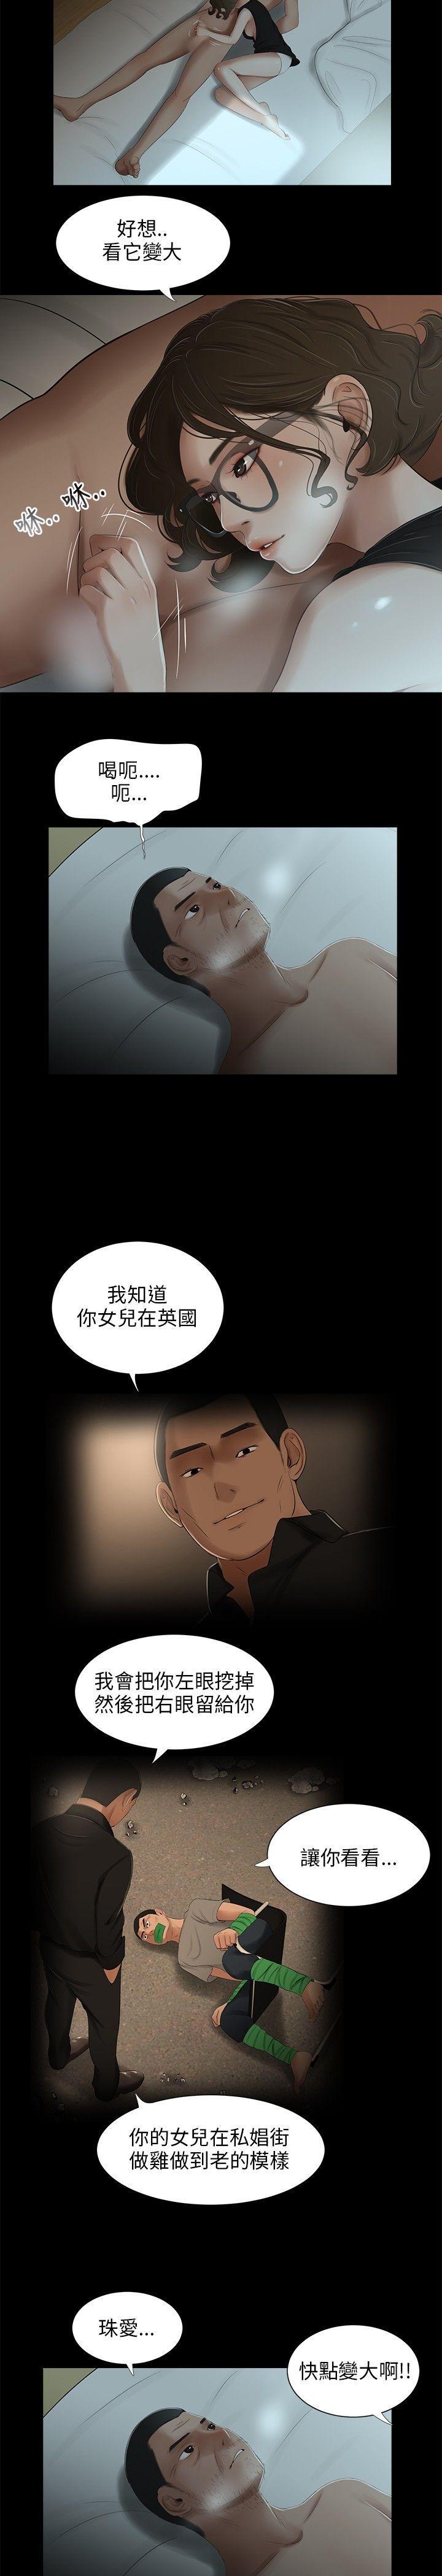 好想..
看它變大
咻..
咻..
喝呃....
呃...
我知道
你女兒在英國
我會把你左眼挖掉
然後把右眼留給你
讓你看看...
你的女兒在私娼街
做雞做到老的模樣
珠愛...
快點變大啊!!